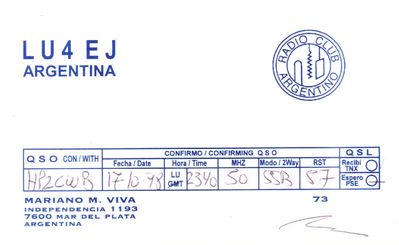 LU4EJ
ARGENTINA
RADIO CLUB ARGENTINO
QSO CON / WITH
CONFIRMO / CONFIRMING QSO
QSL
Fecha / Date
Hora / Time
MHZ
Modo / 2Way
RST
Recibi TNX
Espero PSE
HP2CWB 17/10-98 LU GMT 2340 50 SSB 57
MARIANO M. VIVA
73
INDEPENDENCIA 1193
7600 MAR DEL PLATA
ARGENTINA